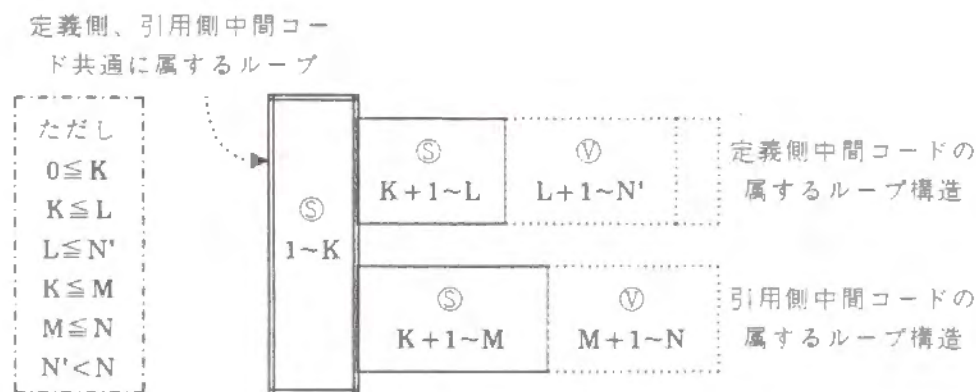 定義側、引用側中間コー
ド共通に属するループ
ただし
0≦K
K≦L
L≦N'
K≦M
M≦N
N'<N
Ⓢ
1~K
Ⓢ
K+1~L
Ⓥ
L+1~N'
定義側中間コードの
属するループ構造
Ⓢ
K+1~M
Ⓥ
M+1~N
引用側中間コードの
属するループ構造